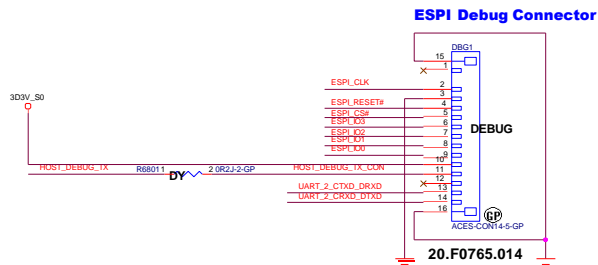 ESPI Debug Connector
DBG1
15
1
ESPI_CLK
2
3D3V_S0
3
ESPI_RESET#
4
ESPI_CS#
5
ESPI_IO3
6
DEBUG
ESPI_IO2
7
ESPI_IO1
8
ESPI_IO0
9
10
HOST_DEBUG_TX
R6801
1
DY
2
0R2J-2-GP
HOST_DEBUG_TX_CON
11
12
UART_2_CTXD_DRXD
13
UART_2_CRXD_DTXD
14
16
GP
ACES-CON14-5-GP
20.F0765.014